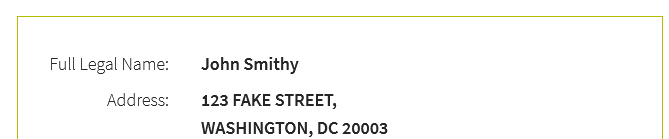 Full Legal Name: John Smithy
Address: 123 FAKE STREET,
WASHINGTON, DC 20003